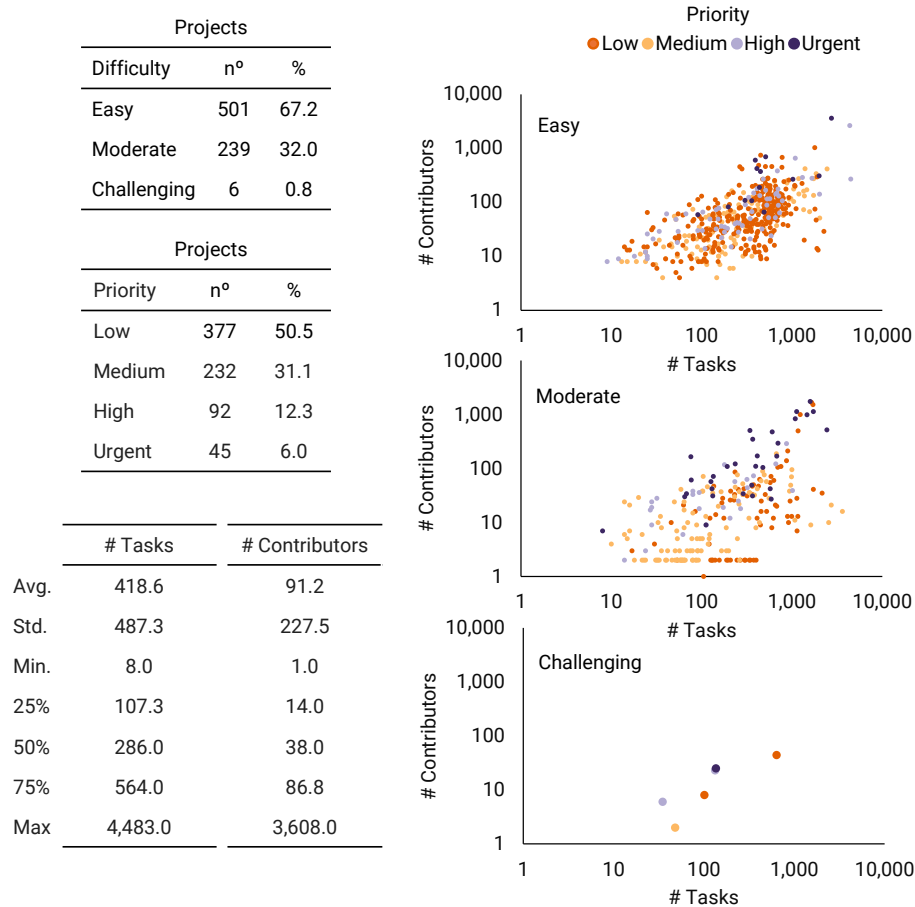 Projects
Difficulty nº %
Easy 501 67.2
Moderate 239 32.0
Challenging 6 0.8
Projects
Priority nº %
Low 377 50.5
Medium 232 31.1
High 92 12.3
Urgent 45 6.0
# Tasks # Contributors
Avg. 418.6 91.2
Std. 487.3 227.5
Min. 8.0 1.0
25% 107.3 14.0
50% 286.0 38.0
75% 564.0 86.8
Max 4,483.0 3,608.0
Priority
Low Medium High Urgent
Easy
# Contributors
10,000
1,000
100
10
1
1 10 100 1,000 10,000
# Tasks
Moderate
# Contributors
10,000
1,000
100
10
1
1 10 100 1,000 10,000
# Tasks
Challenging
# Contributors
10,000
1,000
100
10
1
1 10 100 1,000 10,000
# Tasks